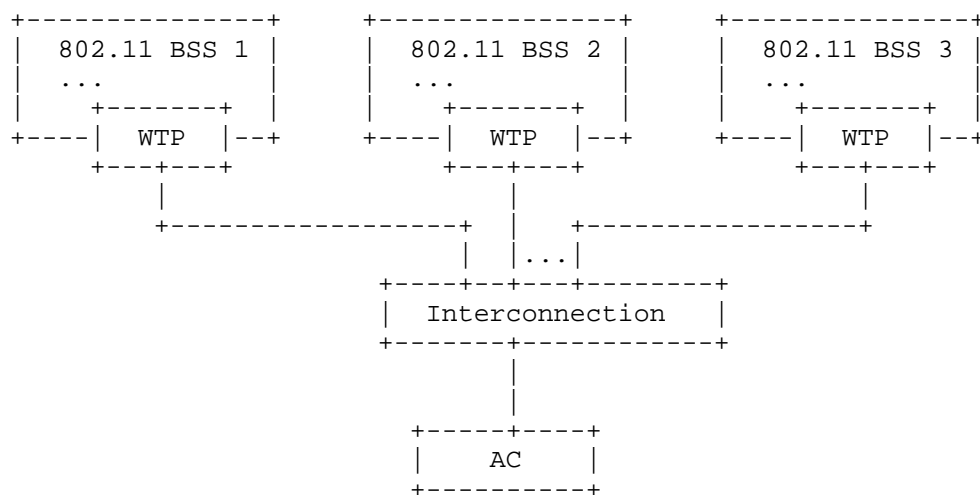 802.11 BSS 1 802.11 BSS 2 802.11 BSS 3
... ... ...
WTP WTP WTP
...
Interconnection
AC